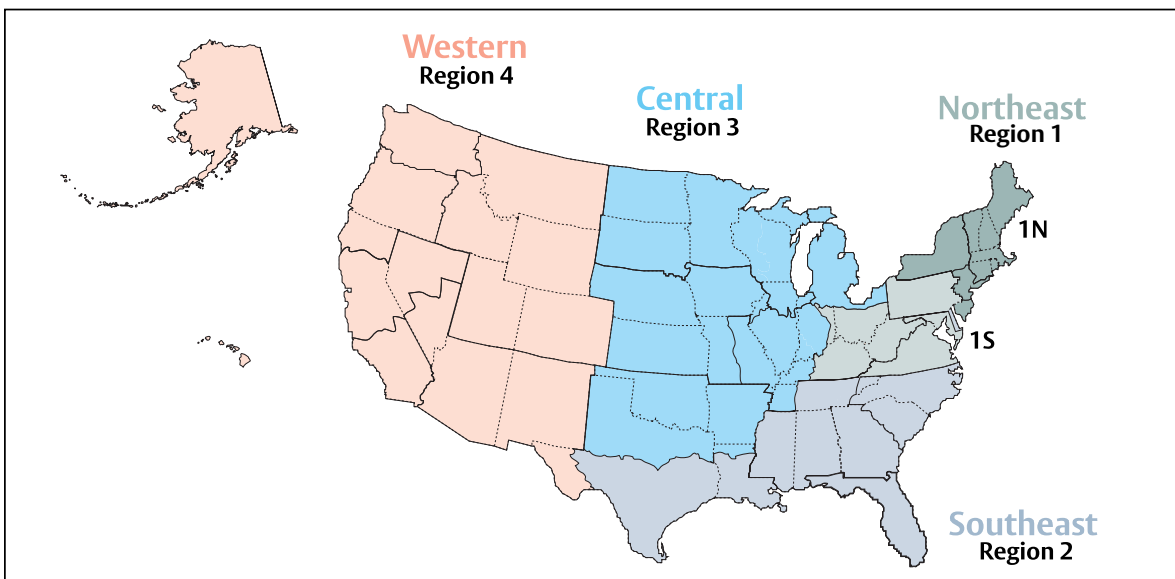 Western
Region 4
Central
Region 3
Northeast
Region 1
1N
1S
Southeast
Region 2